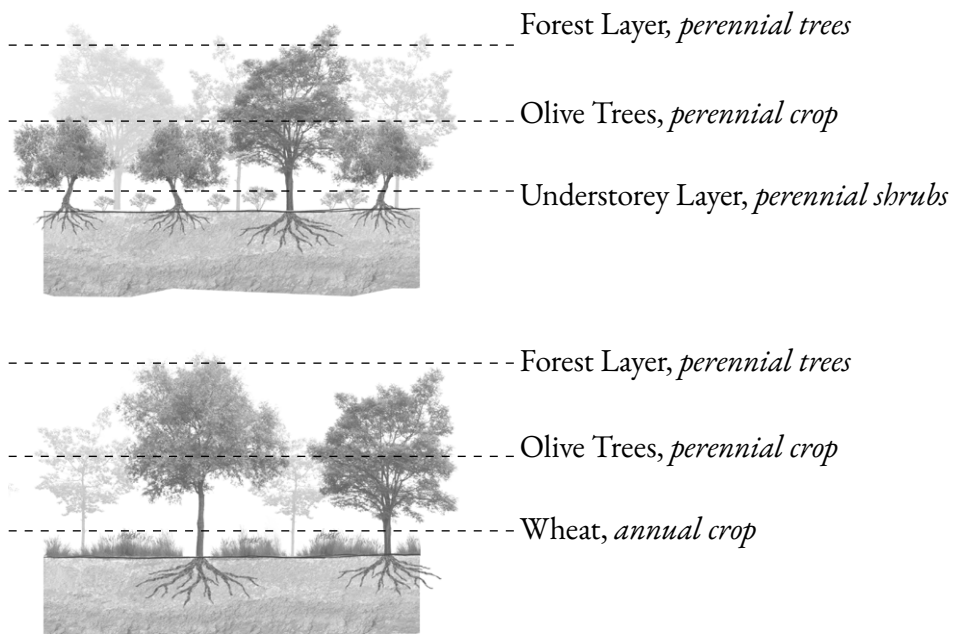 Forest Layer, perennial trees
Olive Trees, perennial crop
Understorey Layer, perennial shrubs
Forest Layer, perennial trees
Olive Trees, perennial crop
Wheat, annual crop